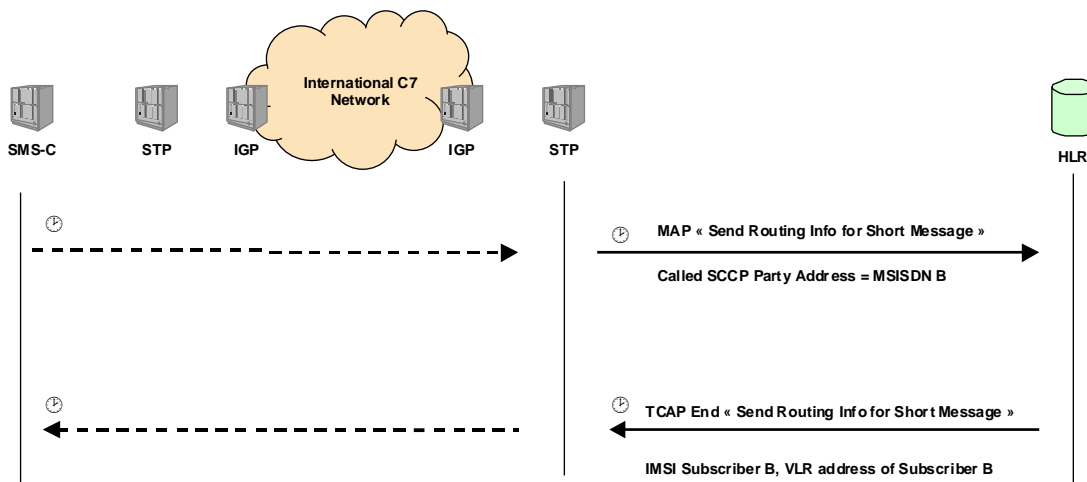 International C7
Network
SMS-C
STP
IGP
IGP
STP
HLR
MAP « Send Routing Info for Short Message »
Called SCCP Party Address = MSISDN B
TCAP End « Send Routing Info for Short Message »
IMSI Subscriber B, VLR address of Subscriber B